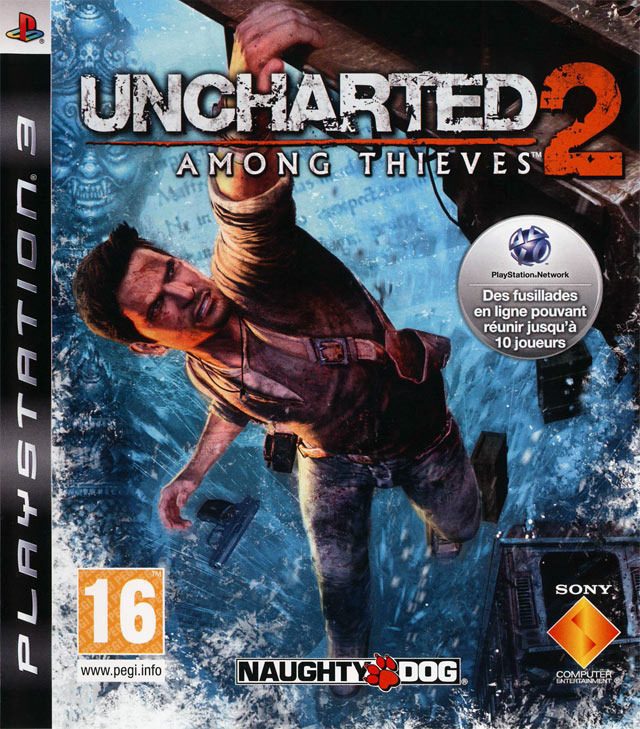 PLAYSTATION® 3
UNCHARTED 2
AMONG THIEVES™
PlayStation®Network
Des fusillades
en ligne pouvant
réunir jusqu'à
10 joueurs
16
www.pegi.info
NAUGHTY DOG®
SONY
COMPUTER
ENTERTAINMENT®